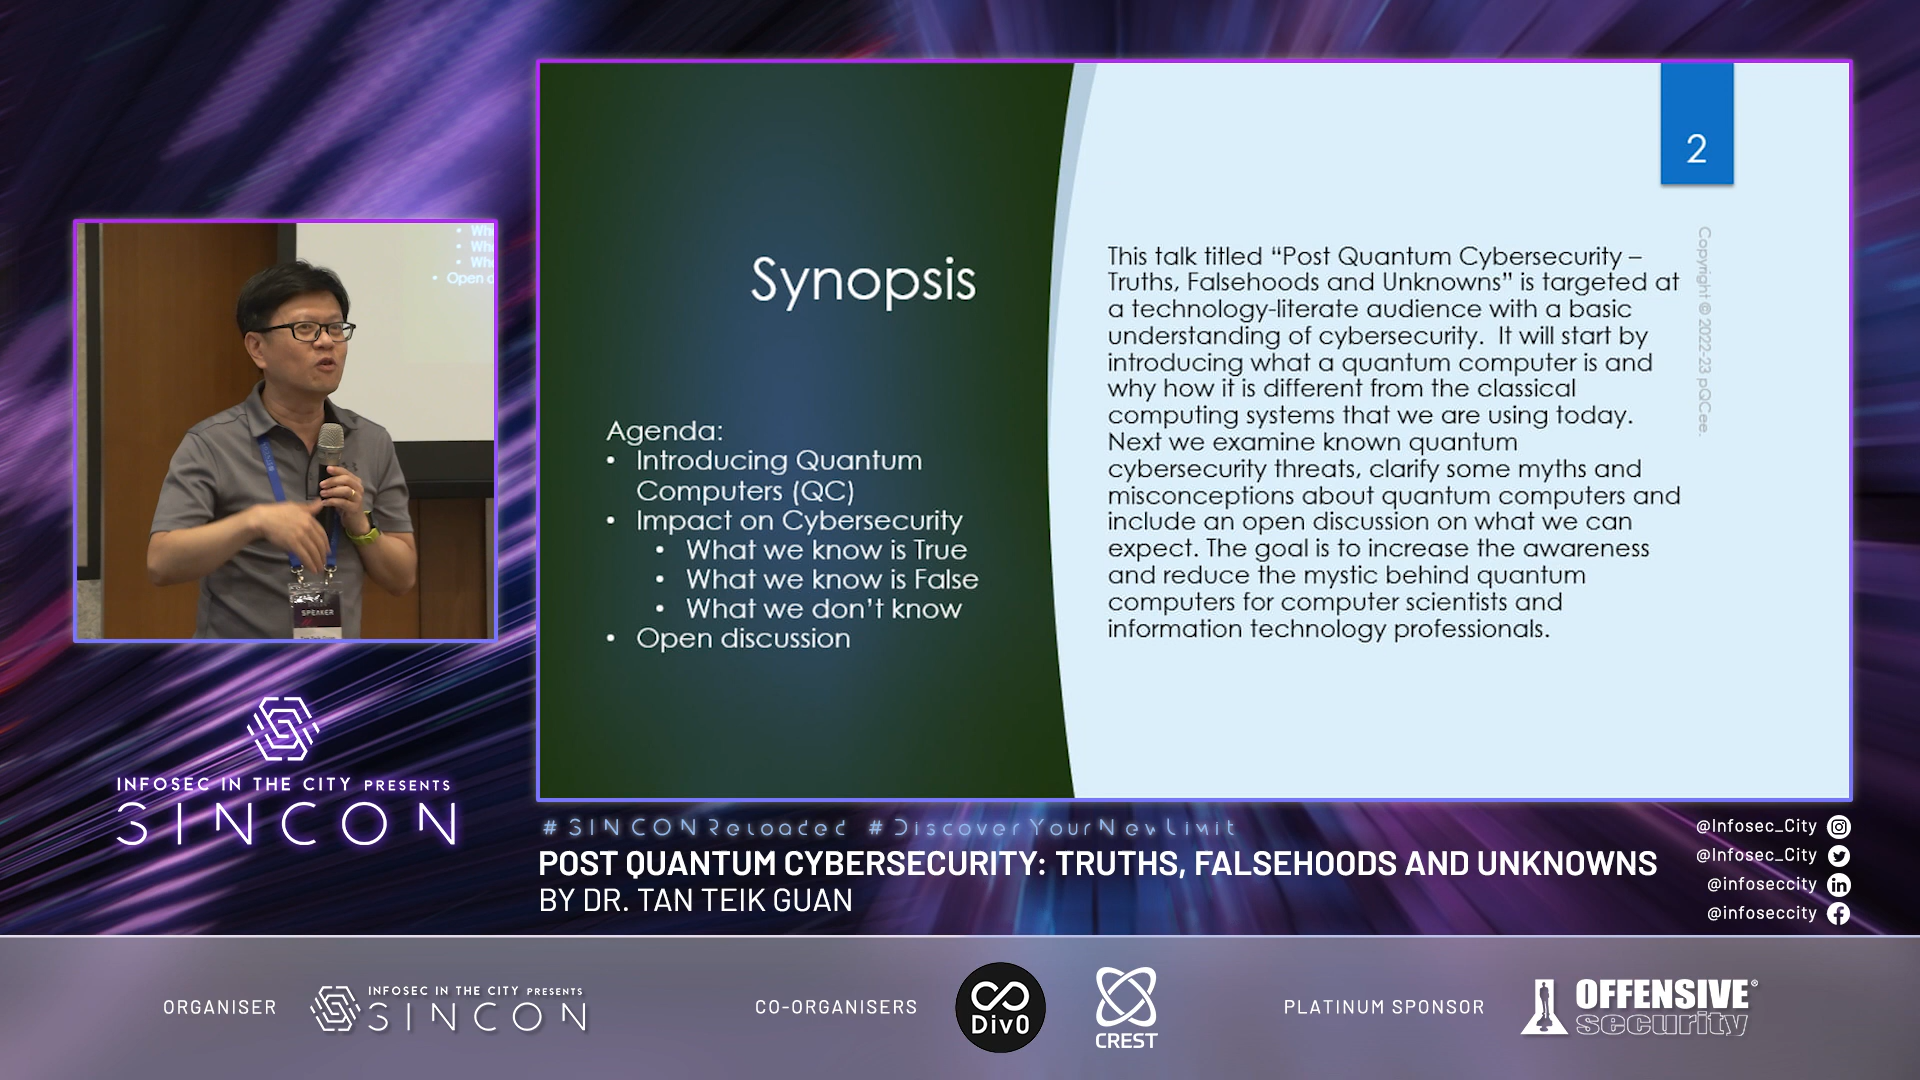 2
Synopsis
Agenda:
• Introducing Quantum
Computers (QC)
• Impact on Cybersecurity
• What we know is True
• What we know is False
• What we don't know
• Open discussion
This talk titled “Post Quantum Cybersecurity –
Truths, Falsehoods and Unknowns” is targeted at
a technology-literate audience with a basic
understanding of cybersecurity.  It will start by
introducing what a quantum computer is and
why how it is different from the classical
computing systems that we are using today.
Next we examine known quantum
cybersecurity threats, clarify some myths and
misconceptions about quantum computers and
include an open discussion on what we can
expect. The goal is to increase the awareness
and reduce the mystic behind quantum
computers for computer scientists and
information technology professionals.
Copyright © 2022-23 pQCee.
• Open
SPEAKER
INFOSEC IN THE CITY PRESENTS
SINCON
#SINCONReloaded #DiscoverYourNewLimit
POST QUANTUM CYBERSECURITY: TRUTHS, FALSEHOODS AND UNKNOWNS
BY DR. TAN TEIK GUAN
@Infosec_City
@Infosec_City
@infoseccity
@infoseccity
ORGANISER
INFOSEC IN THE CITY PRESENTS
SINCON
CO-ORGANISERS
Div0
CREST
PLATINUM SPONSOR
OFFENSIVE®
security